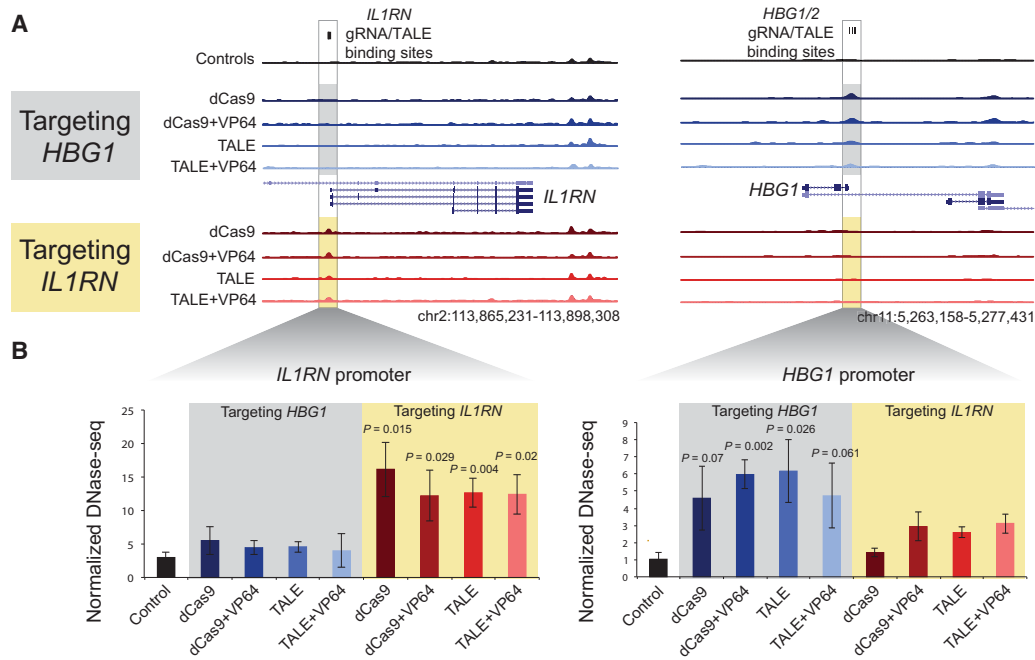 A
IL1RN
gRNA/TALE
binding sites
HBG1/2
gRNA/TALE
binding sites
Controls
Targeting
HBG1
dCas9
dCas9+VP64
TALE
TALE+VP64
IL1RN
HBG1
Targeting
IL1RN
dCas9
dCas9+VP64
TALE
TALE+VP64
chr2:113,865,231-113,898,308
chr11:5,263,158-5,277,431
B
IL1RN promoter
Normalized DNase-seq
25
20
15
10
5
0
Targeting HBG1
Targeting IL1RN
P = 0.015
P = 0.029
P = 0.004
P = 0.02
Control
dCas9
dCas9+VP64
TALE
TALE+VP64
dCas9
dCas9+VP64
TALE
TALE+VP64
HBG1 promoter
Normalized DNase-seq
9
8
7
6
5
4
3
2
1
0
Targeting HBG1
Targeting IL1RN
P = 0.07
P = 0.002
P = 0.026
P = 0.061
Control
dCas9
dCas9+VP64
TALE
TALE+VP64
dCas9
dCas9+VP64
TALE
TALE+VP64